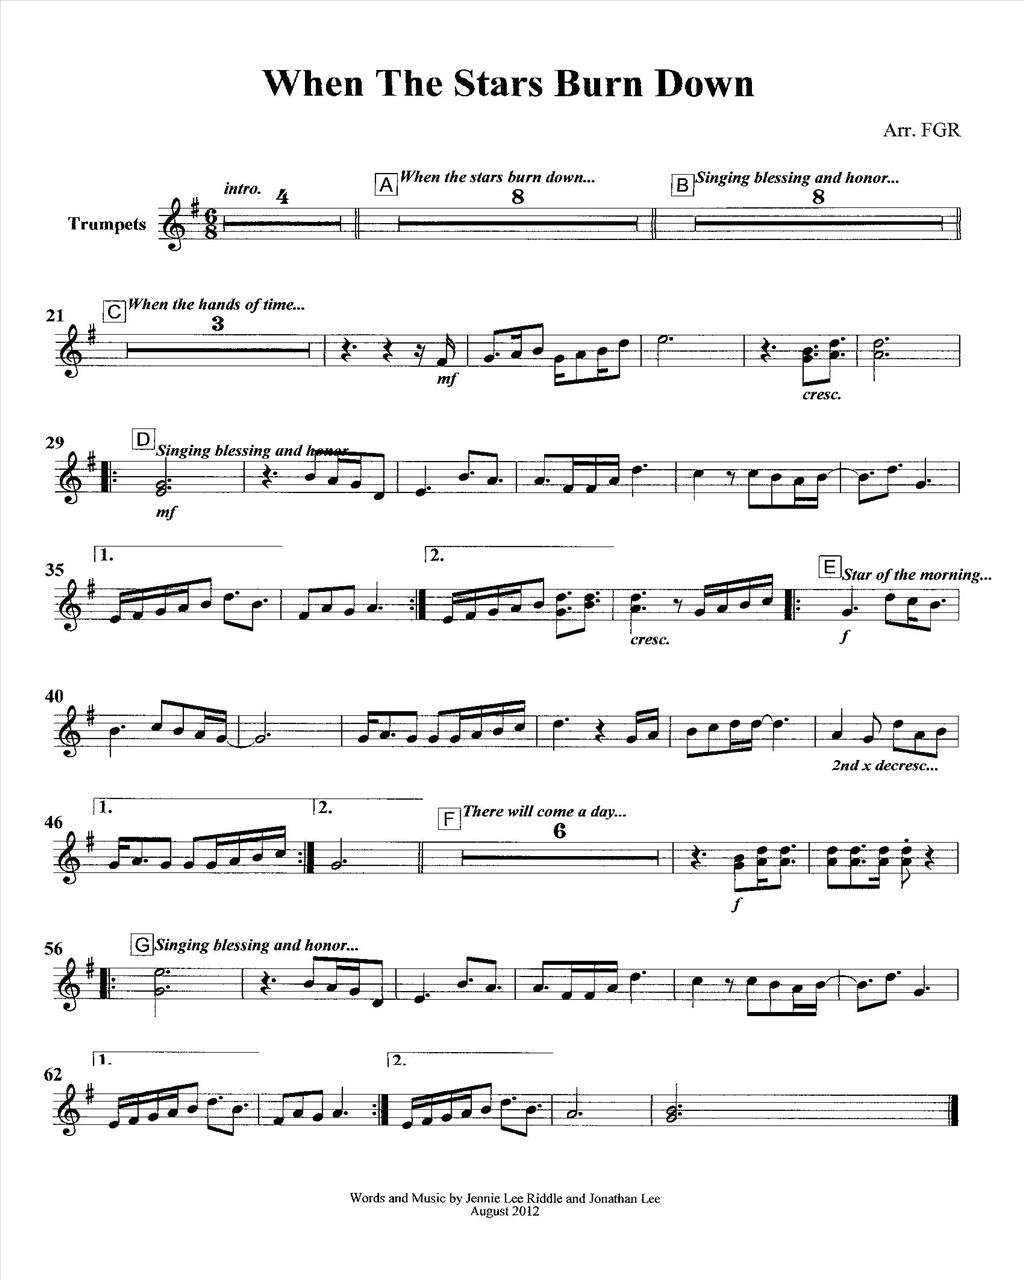 When The Stars Burn Down
Arr. FGR
intro.
4
A When the stars burn down...
8
B Singing blessing and honor...
8
Trumpets
6
8
21
C When the hands of time...
3
mf
cresc.
29
D Singing blessing and honor...
mf
1.
2.
35
E Star of the morning...
cresc.
f
40
2nd x decresc...
1.
2.
46
F There will come a day...
6
f
56
G Singing blessing and honor...
1.
2.
62
Words and Music by Jennie Lee Riddle and Jonathan Lee
August 2012